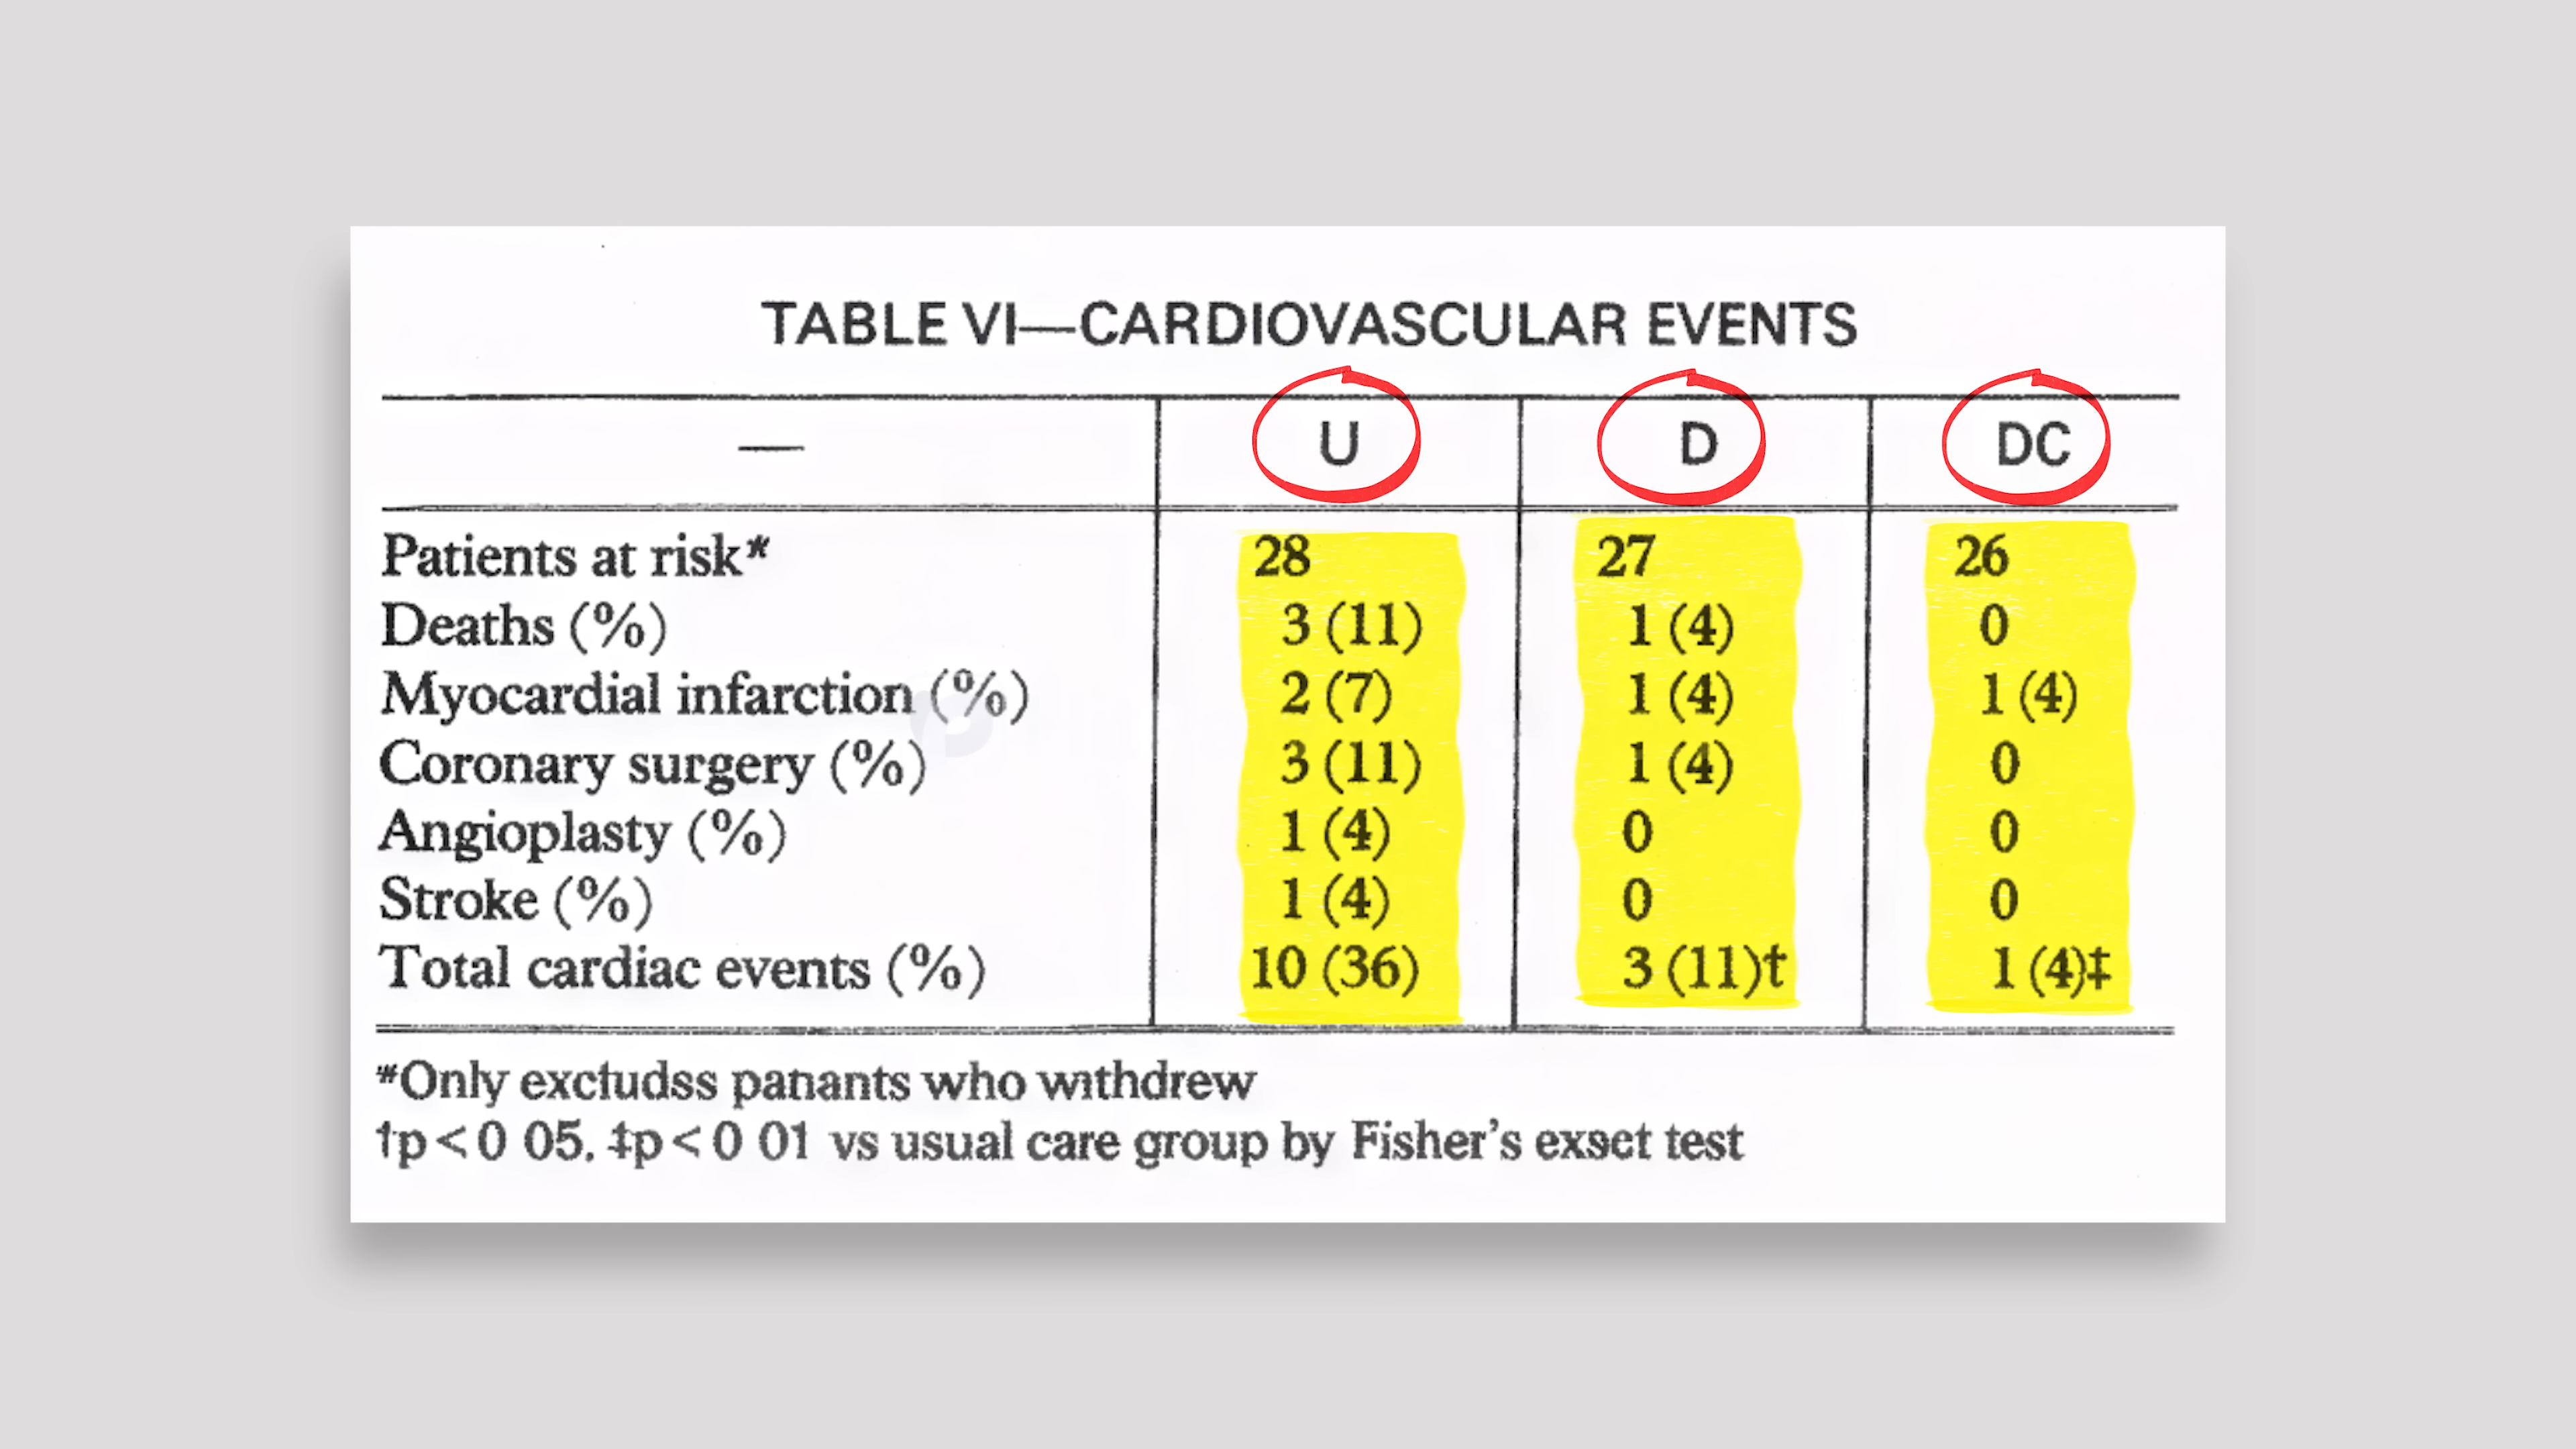 TABLE VI—CARDIOVASCULAR EVENTS
— U D DC
Patients at risk* 28 27 26
Deaths (%) 3 (11) 1 (4) 0
Myocardial infarction (%) 2 (7) 1 (4) 1 (4)
Coronary surgery (%) 3 (11) 1 (4) 0
Angioplasty (%) 1 (4) 0 0
Stroke (%) 1 (4) 0 0
Total cardiac events (%) 10 (36) 3 (11)† 1 (4)‡
*Only exctudss panants who withdrew
†p < 0 05. ‡p < 0 01 vs usual care group by Fisher's exset test